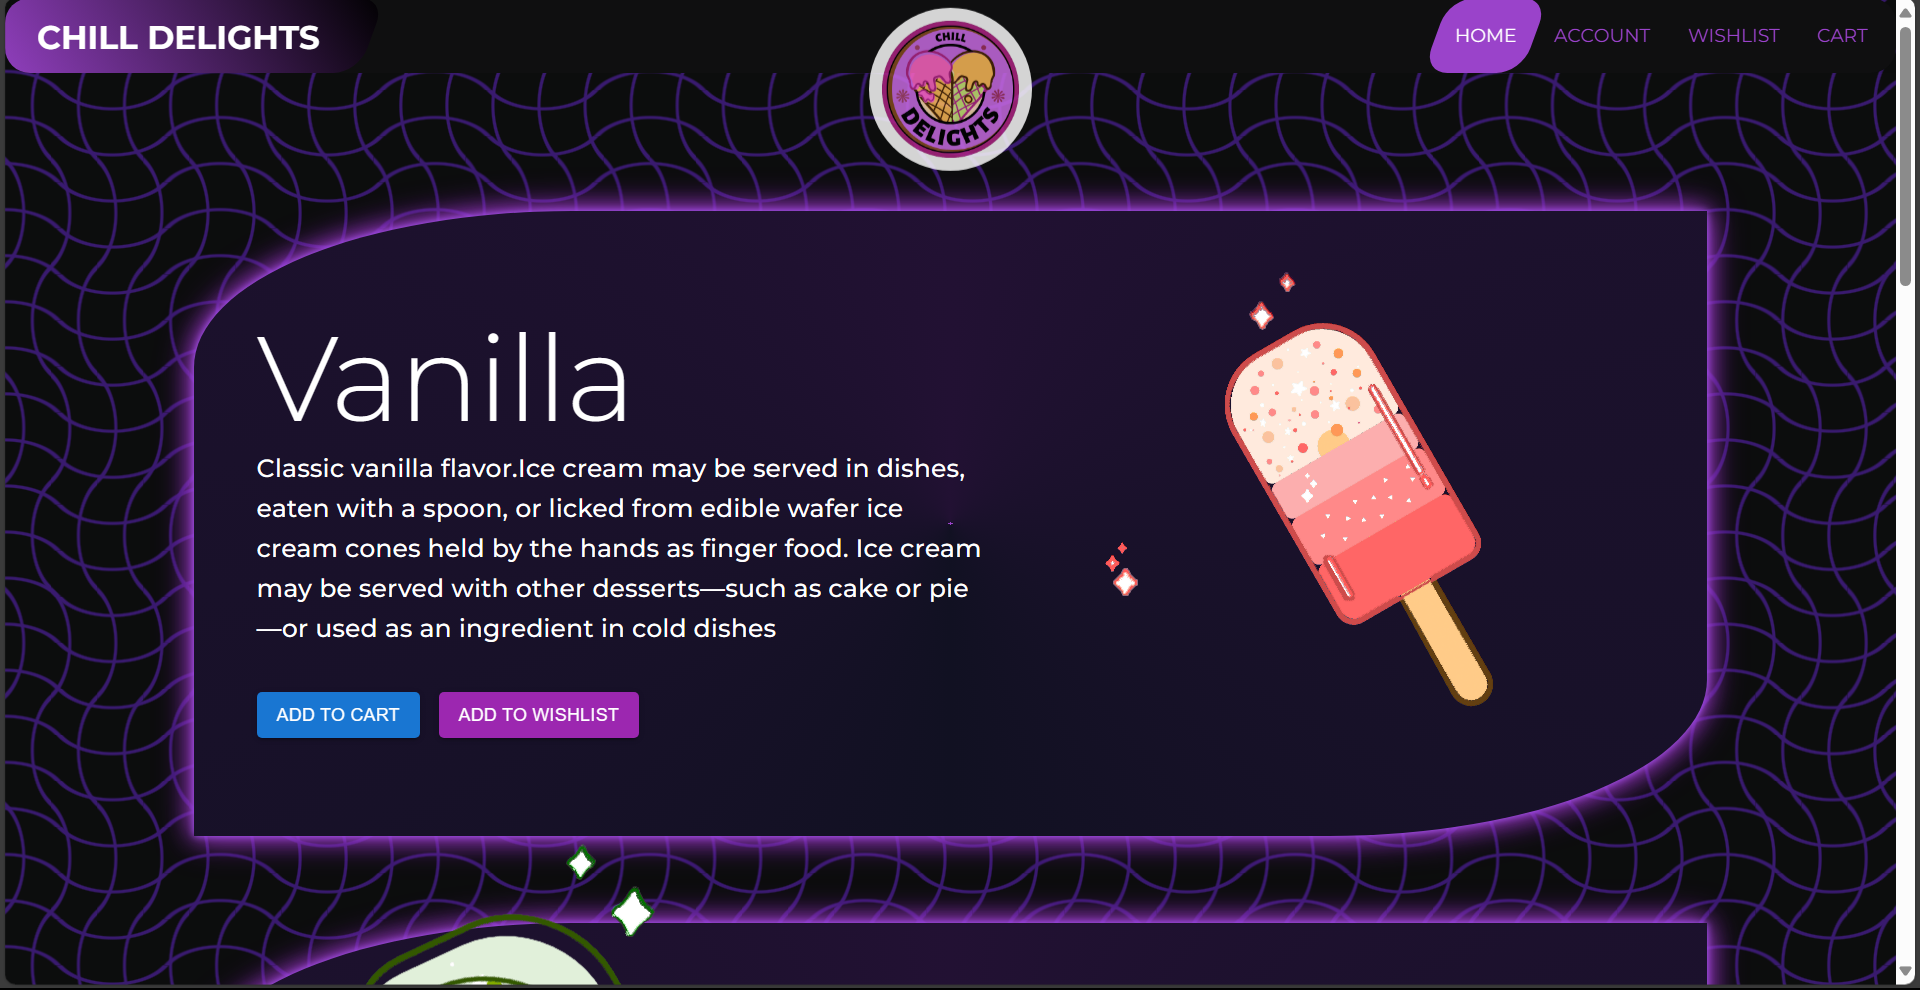 CHILL DELIGHTS
CHILL
DELIGHTS
HOME ACCOUNT WISHLIST CART
Vanilla
Classic vanilla flavor.Ice cream may be served in dishes,
eaten with a spoon, or licked from edible wafer ice
cream cones held by the hands as finger food. Ice cream
may be served with other desserts—such as cake or pie
—or used as an ingredient in cold dishes
ADD TO CART ADD TO WISHLIST